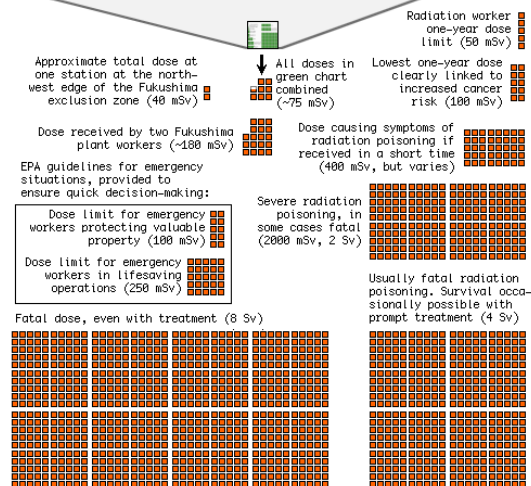 Radiation worker
one-year dose
limit (50 mSv)
Approximate total dose at
one station at the north-
west edge of the Fukushima
exclusion zone (40 mSv)
All doses in
green chart
combined
(~75 mSv)
Lowest one-year dose
clearly linked to
increased cancer
risk (100 mSv)
Dose received by two Fukushima
plant workers (~180 mSv)
Dose causing symptoms of
radiation poisoning if
received in a short time
(400 mSv, but varies)
EPA guidelines for emergency
situations, provided to
ensure quick decision-making:
Dose limit for emergency
workers protecting valuable
property (100 mSv)
Dose limit for emergency
workers in lifesaving
operations (250 mSv)
Severe radiation
poisoning, in
some cases fatal
(2000 mSv, 2 Sv)
Usually fatal radiation
poisoning. Survival occa-
sionally possible with
prompt treatment (4 Sv)
Fatal dose, even with treatment (8 Sv)